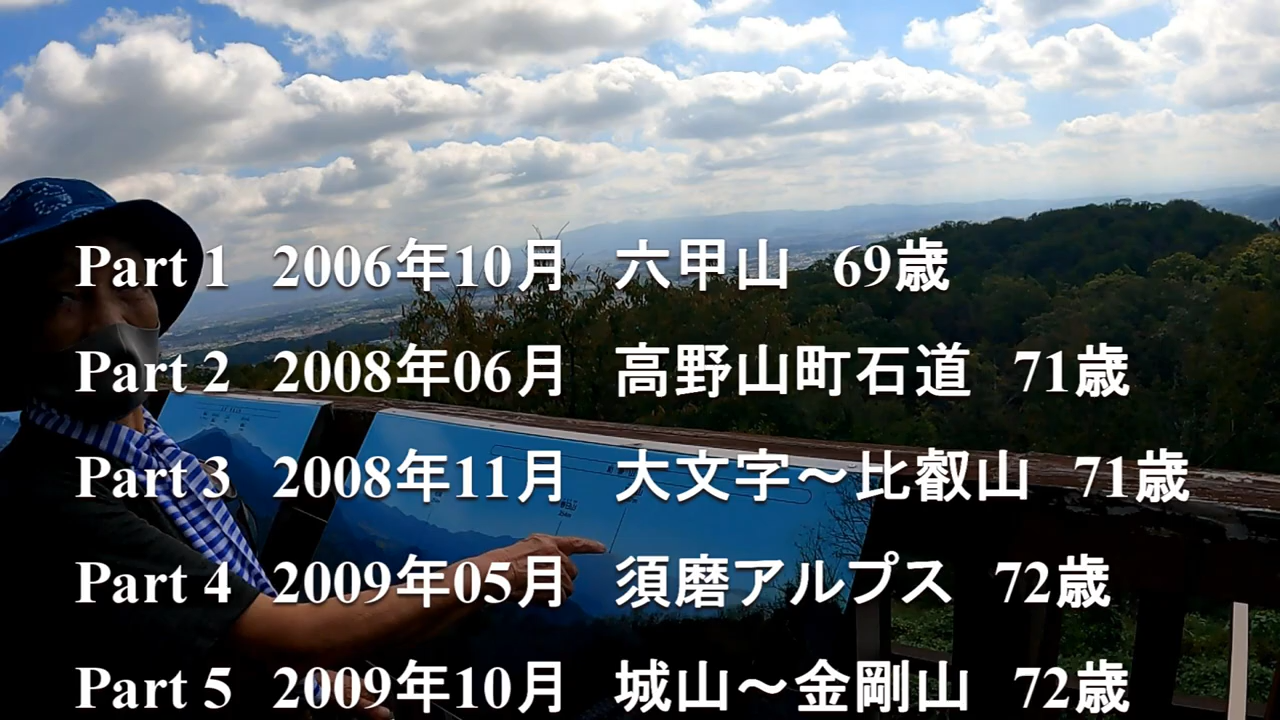 Part 1 2006年10月 六甲山 69歳
Part 2 2008年06月 高野山町石道 71歳
Part 3 2008年11月 大文字～比叡山 71歳
Part 4 2009年05月 須磨アルプス 72歳
Part 5 2009年10月 城山～金剛山 72歳